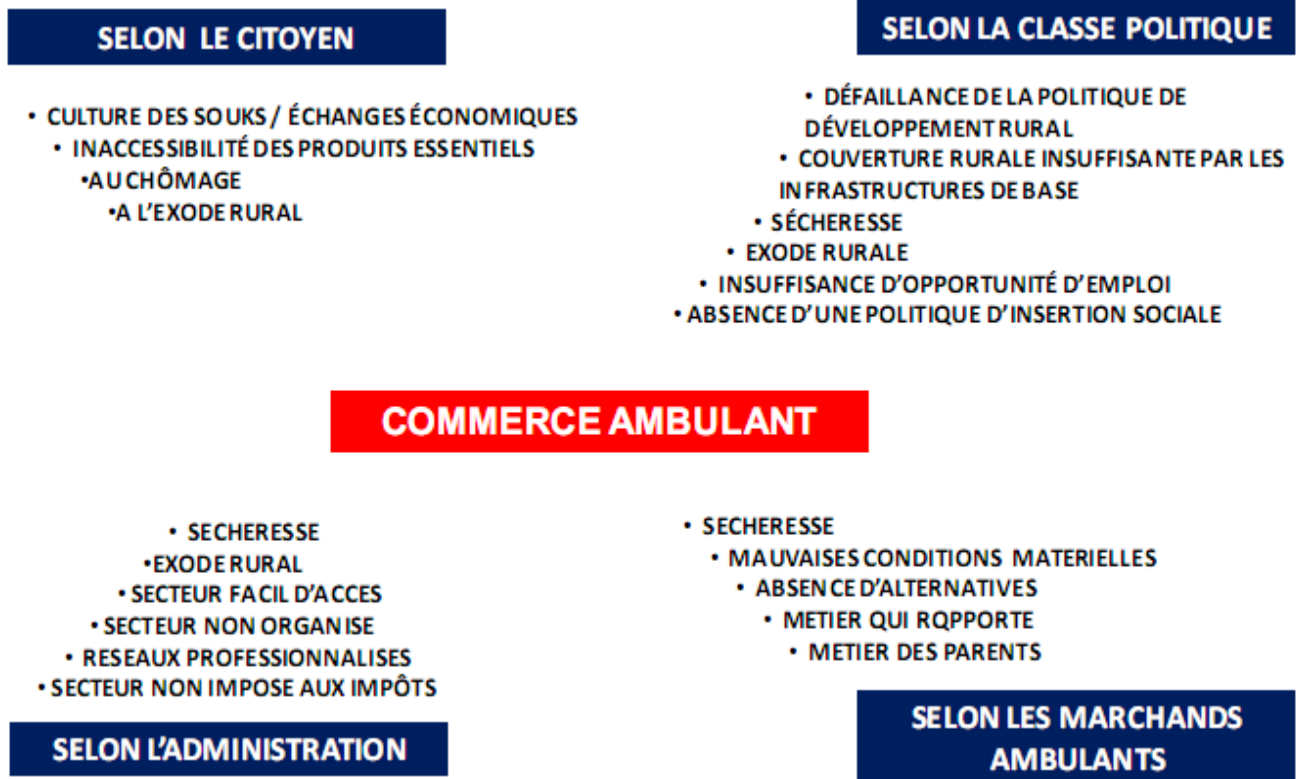 SELON LE CITOYEN
• CULTURE DES SOUKS / ÉCHANGES ÉCONOMIQUES
• INACCESSIBILITÉ DES PRODUITS ESSENTIELS
•AU CHÔMAGE
•A L'EXODE RURAL
SELON LA CLASSE POLITIQUE
• DÉFAILLANCE DE LA POLITIQUE DE
DÉVELOPPEMENT RURAL
• COUVERTURE RURALE INSUFFISANTE PAR LES
INFRASTRUCTURES DE BASE
• SÉCHERESSE
• EXODE RURALE
• INSUFFISANCE D'OPPORTUNITÉ D'EMPLOI
• ABSENCE D'UNE POLITIQUE D'INSERTION SOCIALE
COMMERCE AMBULANT
• SECHERESSE
•EXODE RURAL
• SECTEUR FACIL D'ACCES
• SECTEUR NON ORGANISE
• RESEAUX PROFESSIONNALISES
• SECTEUR NON IMPOSE AUX IMPÔTS
SELON L'ADMINISTRATION
• SECHERESSE
• MAUVAISES CONDITIONS MATERIELLES
• ABSENCE D'ALTERNATIVES
• METIER QUI RQPPORTE
• METIER DES PARENTS
SELON LES MARCHANDS
AMBULANTS